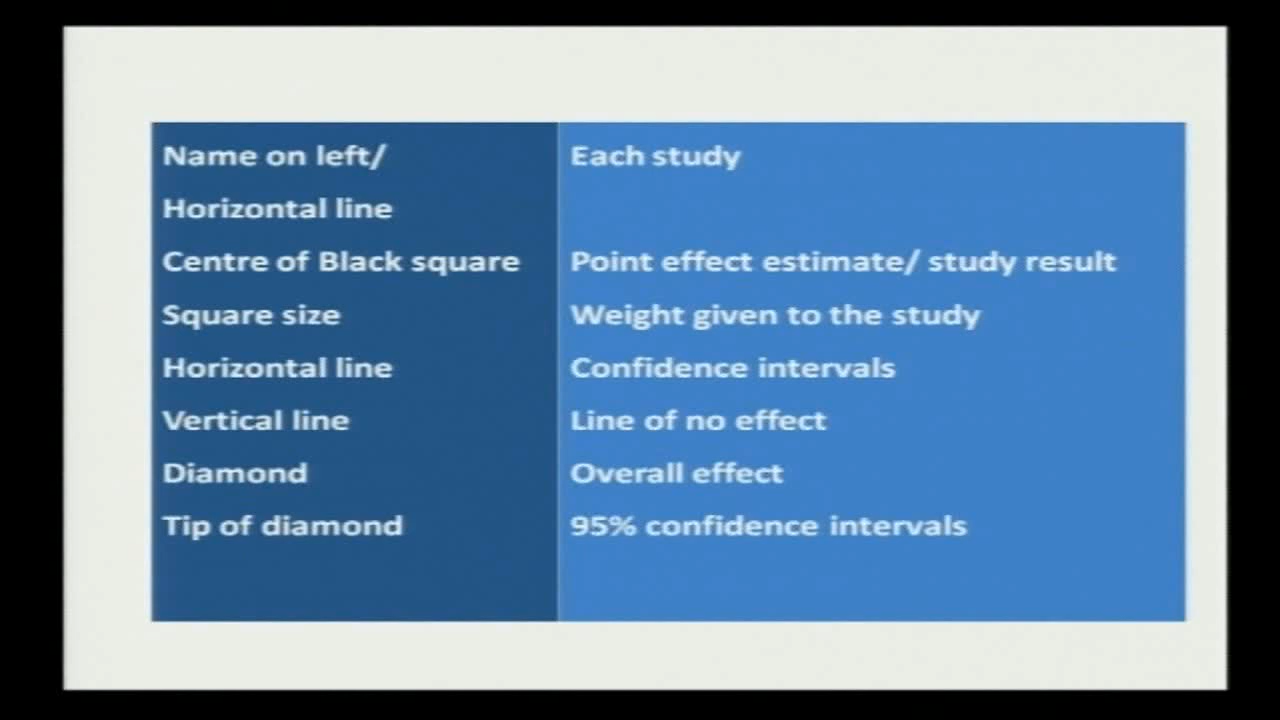 Name on left/ Each study
Horizontal line
Centre of Black square Point effect estimate/ study result
Square size Weight given to the study
Horizontal line Confidence intervals
Vertical line Line of no effect
Diamond Overall effect
Tip of diamond 95% confidence intervals